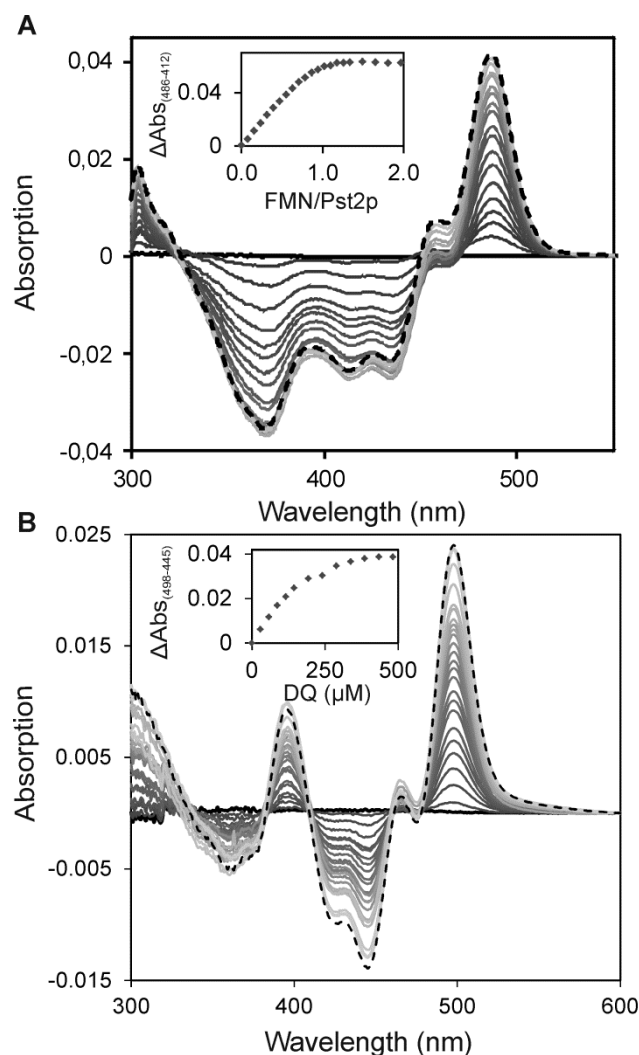 A
0,04
0,02
0
-0,02
-0,04
Absorption
300
400
500
Wavelength (nm)
ΔAbs(486-412)
0.04
0
0.0
1.0
2.0
FMN/Pst2p
B
0.025
0.015
0.005
-0.005
-0.015
Absorption
300
400
500
600
Wavelength (nm)
ΔAbs(498-445)
0.04
0.02
0
0
250
500
DQ (µM)